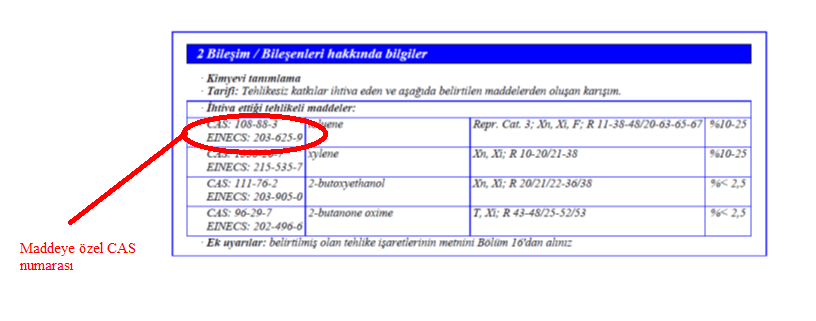 2 Bileşim / Bileşenleri hakkında bilgiler
· Kimyevi tanımlama
· Tarifi: Tehlikesiz katkılar ihtiva eden ve aşağıda belirtilen maddelerden oluşan karışım.
· İhtiva ettiği tehlikeli maddeler:
CAS: 108-88-3 Repr. Cat. 3; Xn, Xi, F; R 11-38-48/20-63-65-67 %10-25
EINECS: 203-625-9
CAS: xylene Xn, Xi; R 10-20/21-38 %10-25
EINECS: 215-535-7
CAS: 111-76-2 2-butoxyethanol Xn, Xi; R 20/21/22-36/38 %< 2,5
EINECS: 203-905-0
CAS: 96-29-7 2-butanone oxime T, Xi; R 43-48/25-52/53 %< 2,5
EINECS: 202-496-6
· Ek uyarılar: belirtilmiş olan tehlike işaretlerinin metnini Bölüm 16'dan alınız
Maddeye özel CAS
numarası